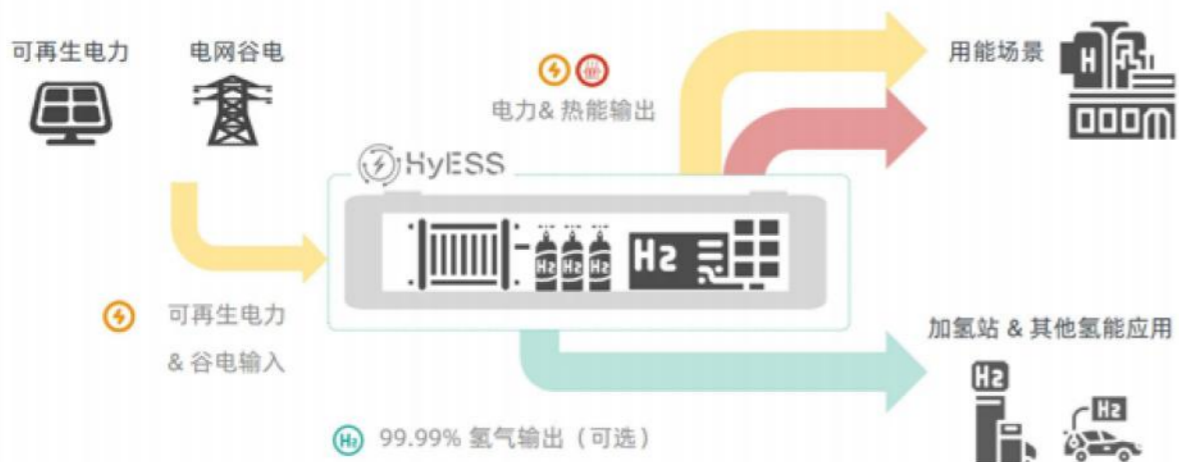 可再生电力
电网谷电
用能场景
H
电力& 热能输出
HyESS
H2 H2 H2
H2
可再生电力
& 谷电输入
加氢站 & 其他氢能应用
H2
H2
H2 99.99% 氢气输出（可选）